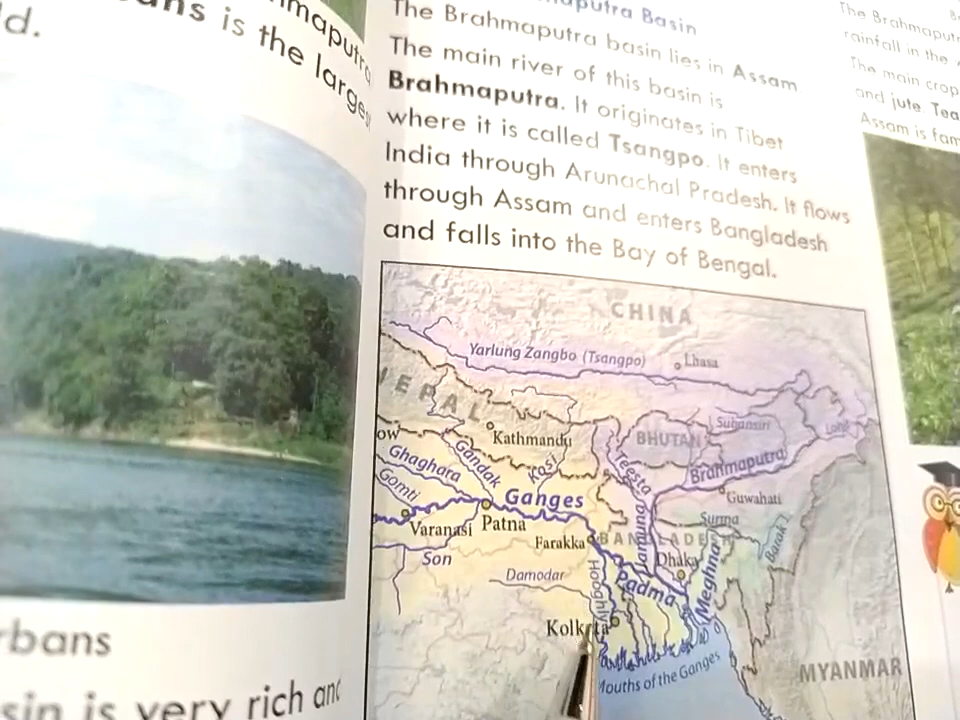 ld.
is the
Basin
The Brahmaputra basin lies in Assam
The main river of this basin is
Brahmaputra. It originates in Tibet
where it is called Tsangpo. It enters
India through Arunachal Pradesh. It flows
through Assam and enters Bangladesh
and falls into the Bay of Bengal.
CHINA
Yarlung Zangbo (Tsangpo)
Lhasa
NEPAL
Kathmandu
BHUTAN
Subansiri
Brahmaputra
Guwahati
Ghaghara
Gandak
Kosi
Teesta
Gomti
Ganges
Patna
Varanasi
Son
Farakka
BANGLADESH
Jamuna
Surma
Barak
Dhaka
Meghna
Padma
Damodar
Hooghly
Kolkata
Mouths of the Ganges
MYANMAR
rbans
sin is very rich and
The
rainfall in the
The main crop
and jute. Tea
Assam is fam